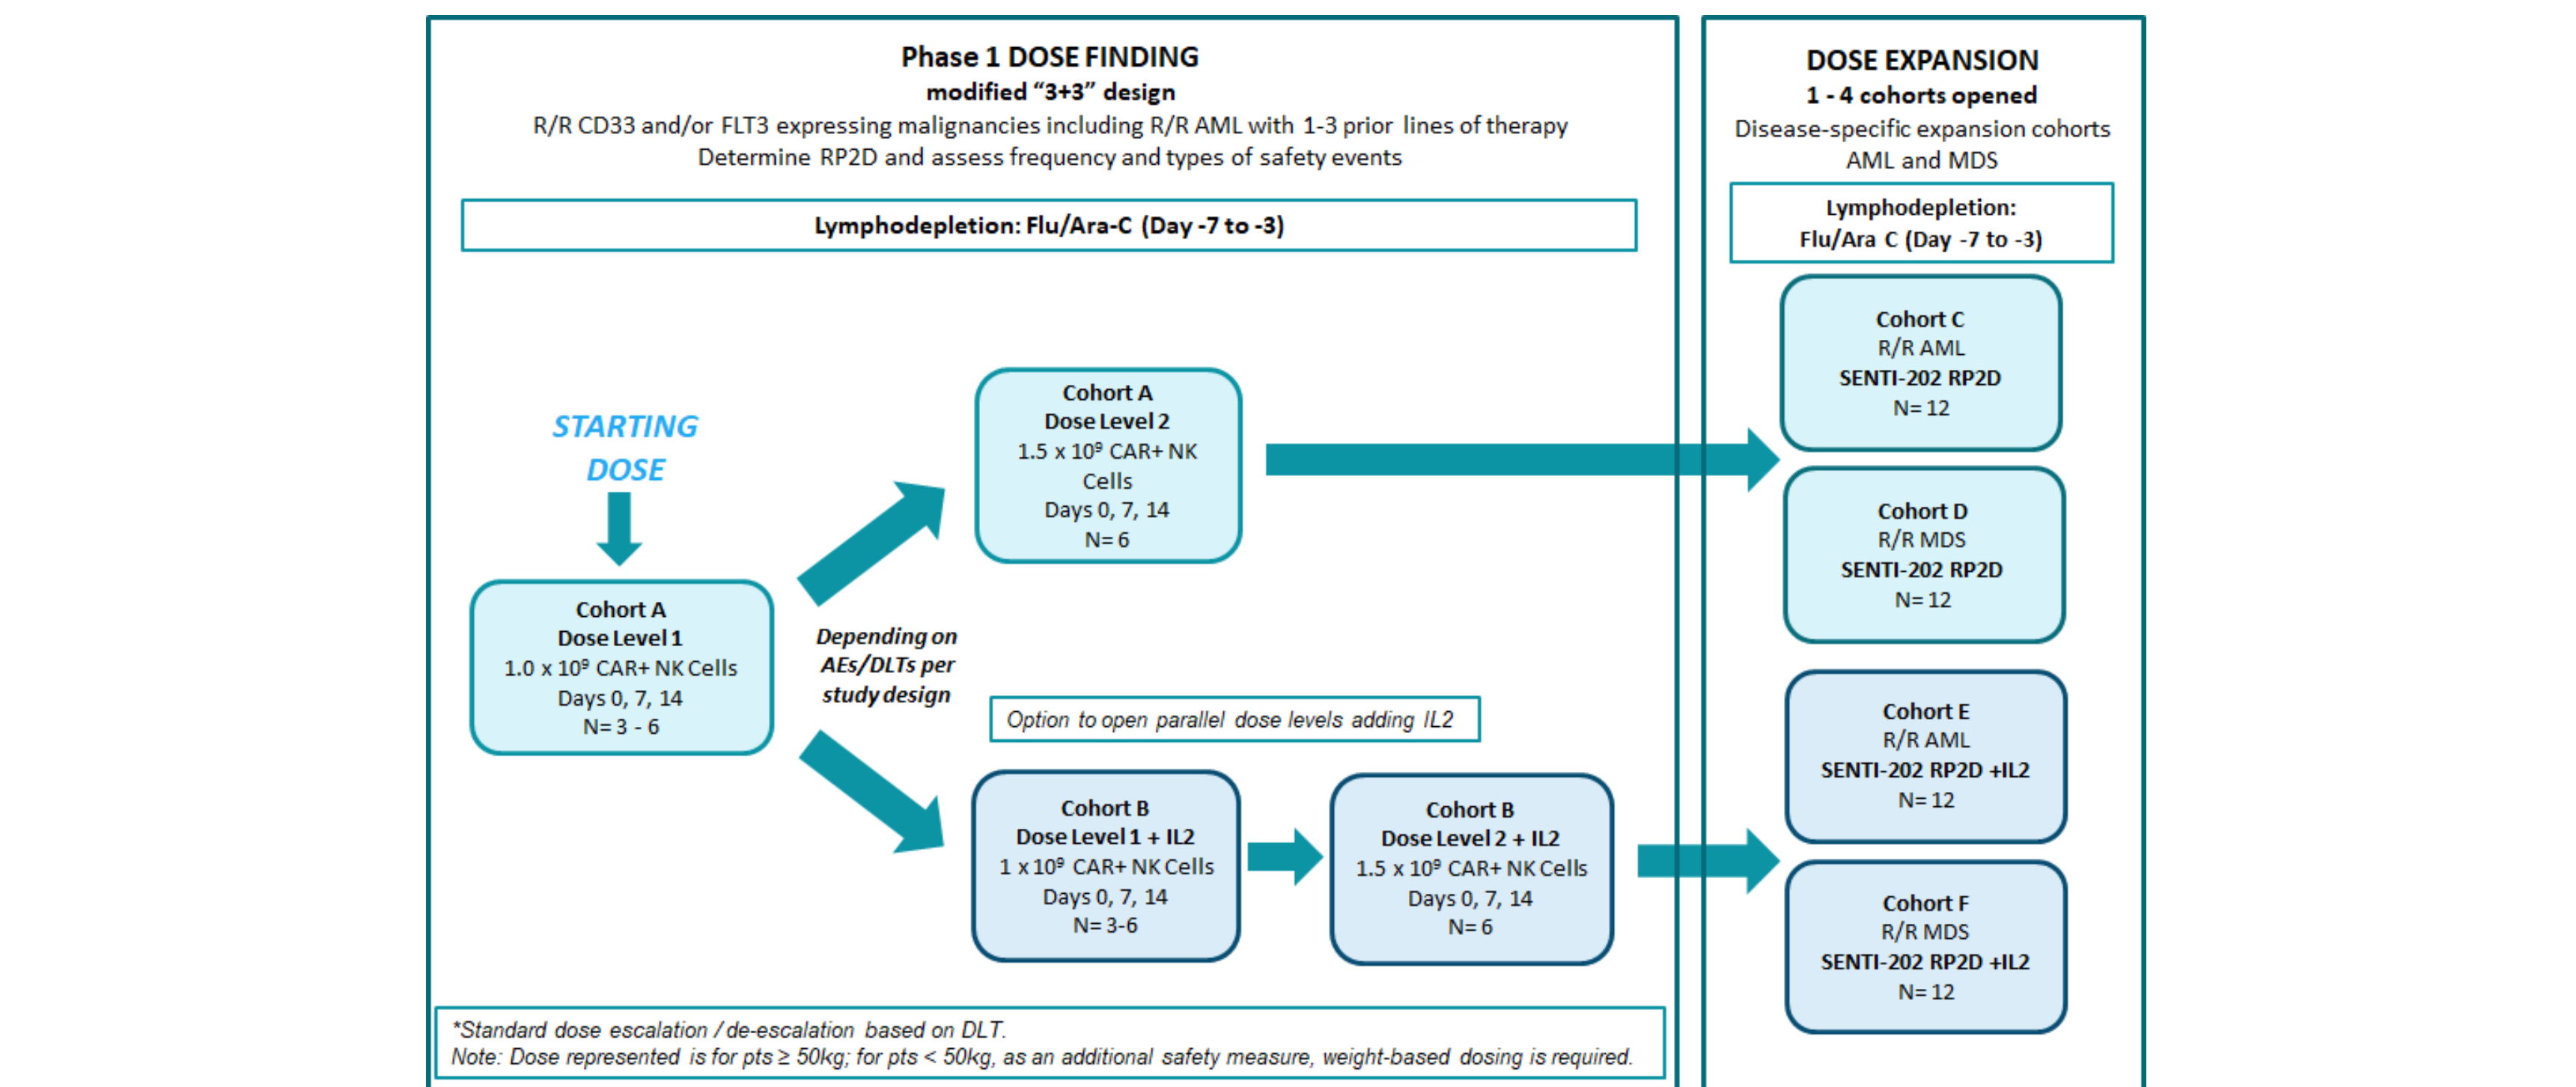 Phase 1 DOSE FINDING
modified “3+3” design
R/R CD33 and/or FLT3 expressing malignancies including R/R AML with 1-3 prior lines of therapy
Determine RP2D and assess frequency and types of safety events
Lymphodepletion: Flu/Ara-C (Day -7 to -3)
STARTING
DOSE
Cohort A
Dose Level 1
1.0 x 10⁹ CAR+ NK Cells
Days 0, 7, 14
N= 3 - 6
Depending on
AEs/DLTs per
study design
Cohort A
Dose Level 2
1.5 x 10⁹ CAR+ NK
Cells
Days 0, 7, 14
N= 6
Option to open parallel dose levels adding IL2
Cohort B
Dose Level 1 + IL2
1 x 10⁹ CAR+ NK Cells
Days 0, 7, 14
N= 3-6
Cohort B
Dose Level 2 + IL2
1.5 x 10⁹ CAR+ NK Cells
Days 0, 7, 14
N= 6
*Standard dose escalation / de-escalation based on DLT.
Note: Dose represented is for pts ≥ 50kg; for pts < 50kg, as an additional safety measure, weight-based dosing is required.
DOSE EXPANSION
1 - 4 cohorts opened
Disease-specific expansion cohorts
AML and MDS
Lymphodepletion:
Flu/Ara C (Day -7 to -3)
Cohort C
R/R AML
SENTI-202 RP2D
N= 12
Cohort D
R/R MDS
SENTI-202 RP2D
N= 12
Cohort E
R/R AML
SENTI-202 RP2D +IL2
N= 12
Cohort F
R/R MDS
SENTI-202 RP2D +IL2
N= 12